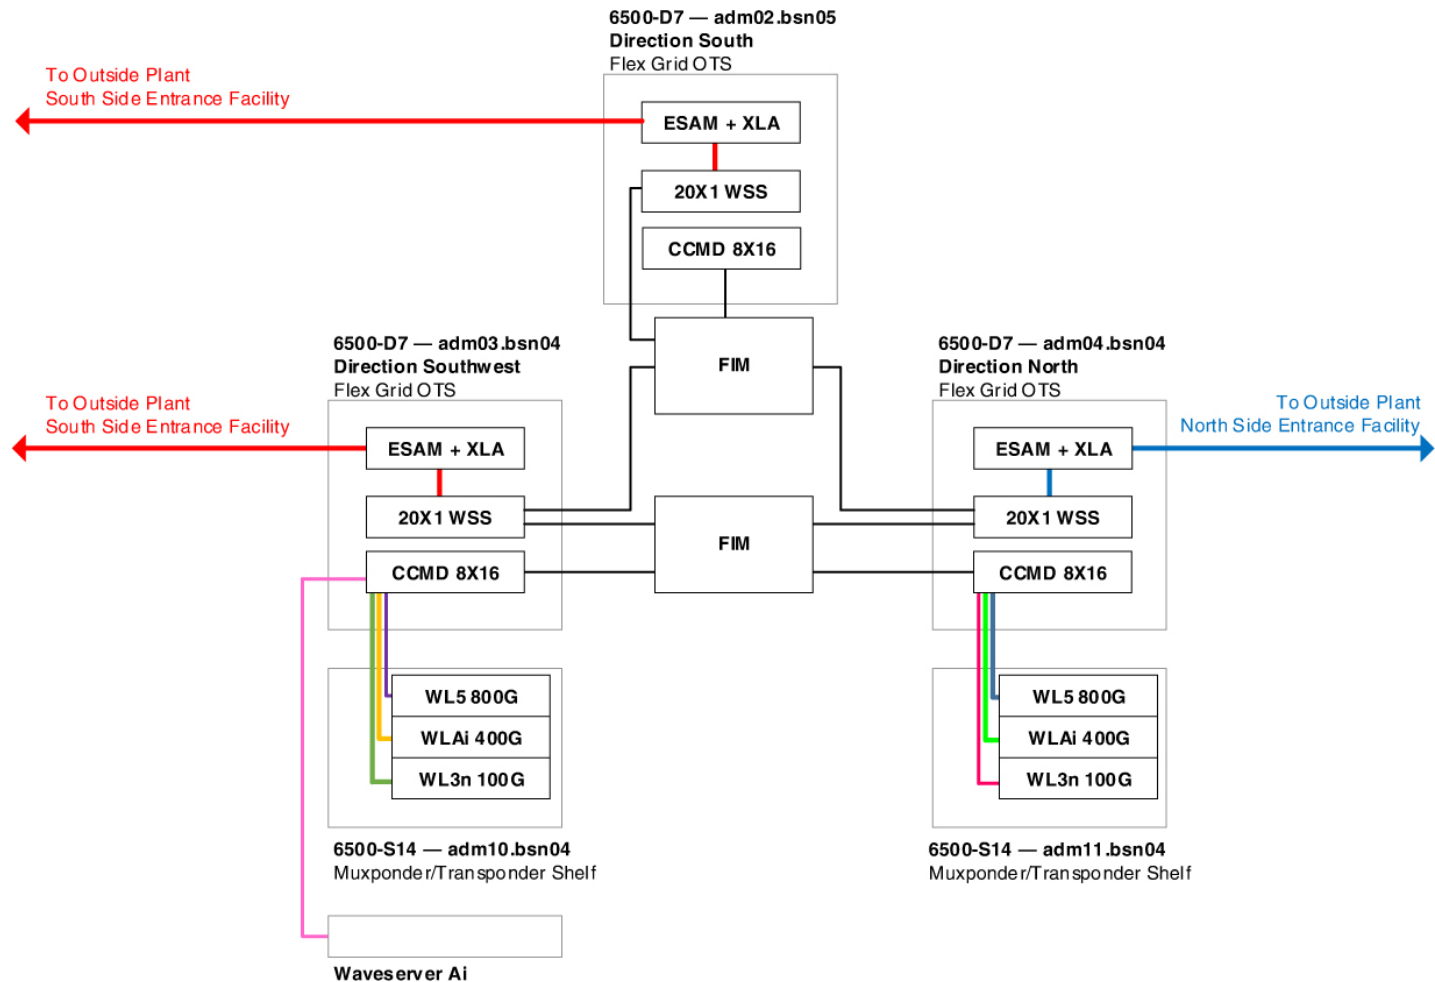 6500-D7 — adm02.bsn05
Direction South
Flex Grid OTS
To Outside Plant
South Side Entrance Facility
ESAM + XLA
20X1 WSS
CCMD 8X16
FIM
6500-D7 — adm03.bsn04
Direction Southwest
Flex Grid OTS
To Outside Plant
South Side Entrance Facility
ESAM + XLA
20X1 WSS
CCMD 8X16
FIM
6500-D7 — adm04.bsn04
Direction North
Flex Grid OTS
To Outside Plant
North Side Entrance Facility
ESAM + XLA
20X1 WSS
CCMD 8X16
WL5 800G
WLAi 400G
WL3n 100G
6500-S14 — adm10.bsn04
Muxponder/Transponder Shelf
WL5 800G
WLAi 400G
WL3n 100G
6500-S14 — adm11.bsn04
Muxponder/Transponder Shelf
Waveserver Ai